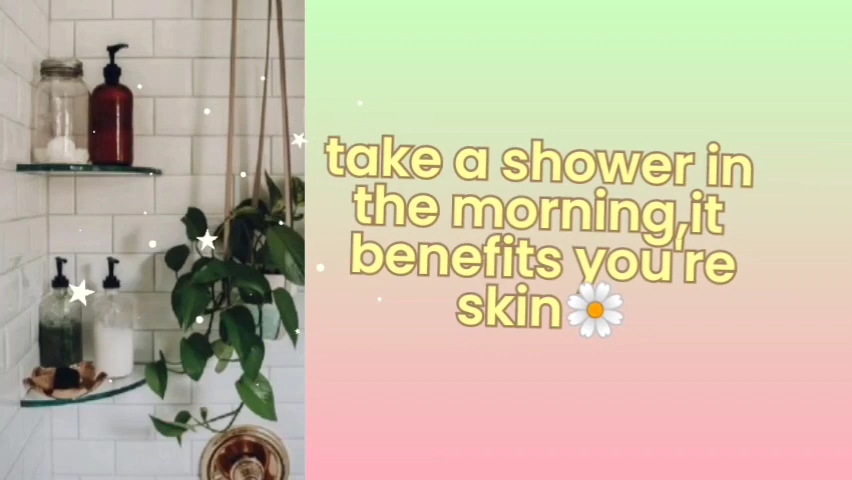 take a shower in
the morning,it
benefits you're
skin🌼